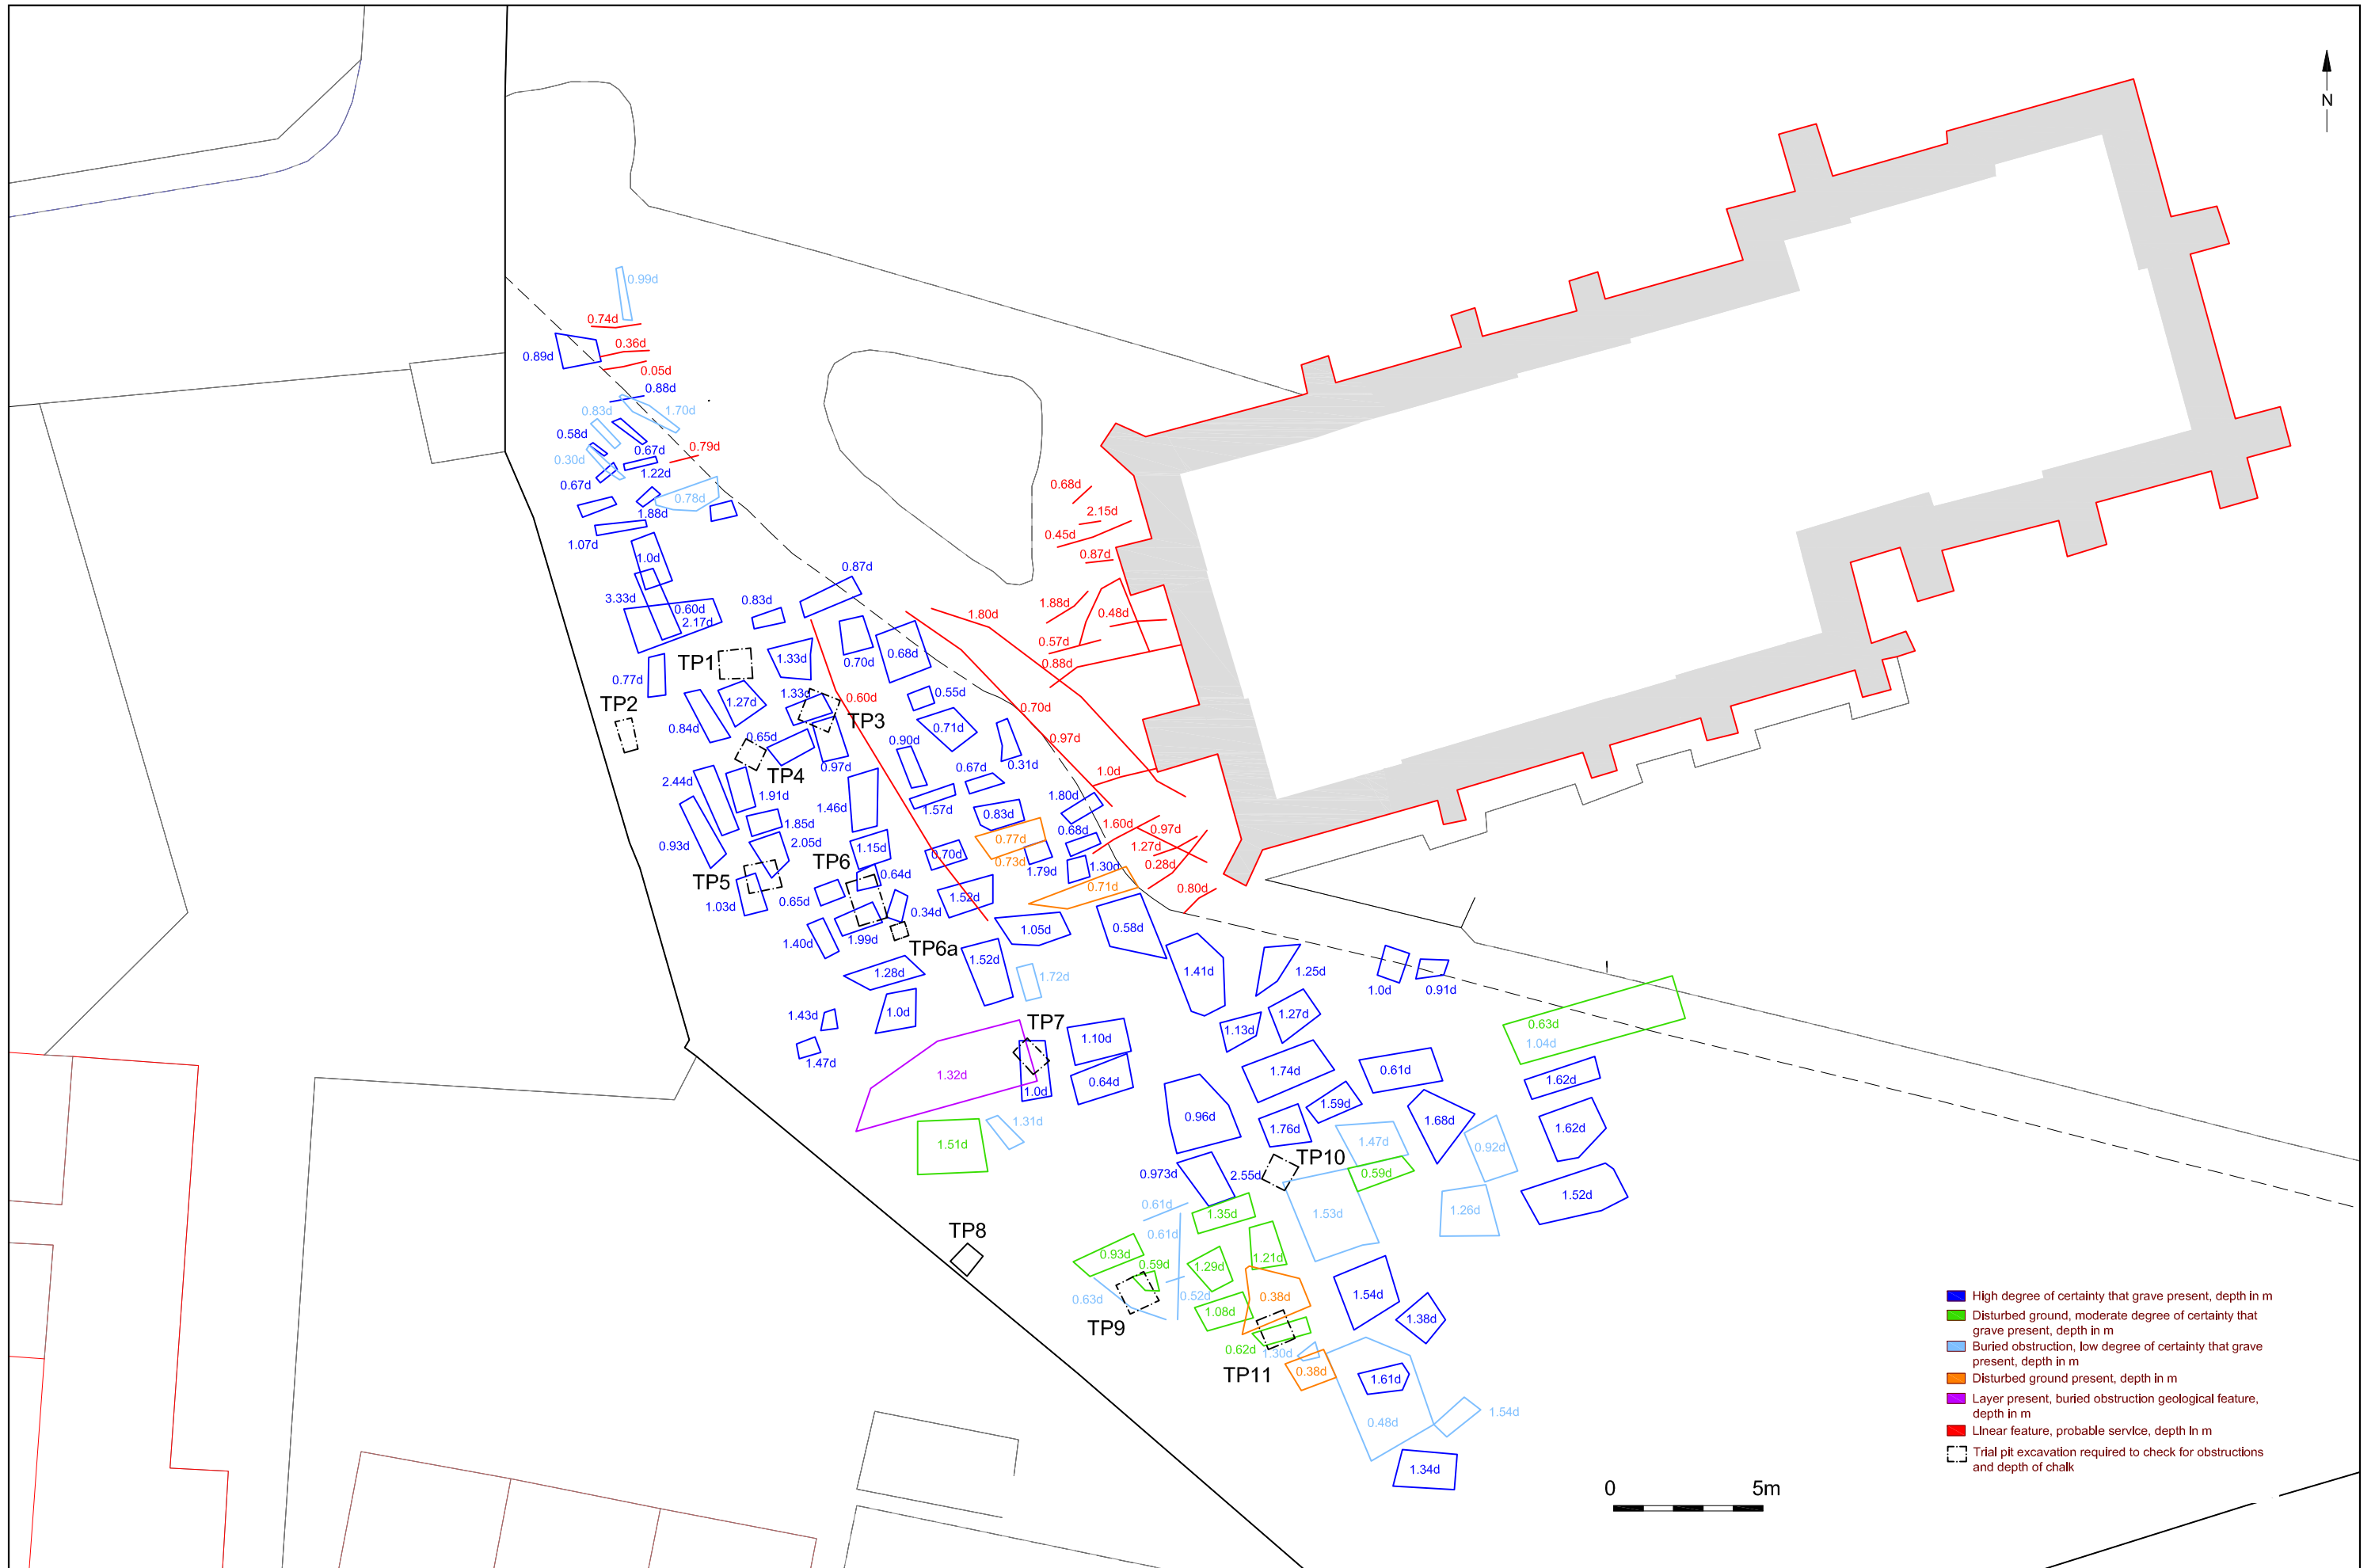 N
0.99d
0.74d
0.36d
0.89d
0.05d
0.88d
0.83d
1.70d
0.58d
0.67d
0.79d
0.30d
1.22d
0.67d
0.78d
1.88d
1.07d
1.0d
0.68d
2.15d
0.45d
0.87d
0.87d
3.33d
0.83d
0.60d
2.17d
1.80d
1.88d
0.48d
0.57d
0.88d
TP1
1.33d
0.70d
0.68d
0.77d
TP2
1.27d
1.33d
0.60d
0.55d
0.70d
TP3
0.84d
0.65d
0.71d
0.90d
0.97d
TP4
0.97d
0.31d
1.0d
2.44d
1.91d
1.46d
0.67d
1.57d
1.80d
0.83d
1.85d
0.68d
1.60d
0.97d
0.93d
2.05d
1.15d
0.77d
0.70d
0.73d
1.79d
1.30d
1.27d
0.28d
TP6
0.64d
TP5
0.71d
0.80d
1.03d
0.65d
1.52d
0.34d
1.40d
1.99d
TP6a
1.05d
0.58d
1.28d
1.52d
1.72d
1.41d
1.25d
1.0d
0.91d
1.43d
1.0d
TP7
1.10d
1.13d
1.27d
0.63d
1.04d
1.47d
1.32d
1.0d
0.64d
1.74d
0.61d
1.62d
1.59d
0.96d
1.76d
1.68d
1.62d
1.31d
1.51d
1.47d
0.92d
TP10
0.973d
2.55d
0.59d
1.52d
0.61d
1.35d
1.53d
1.26d
0.61d
TP8
0.93d
0.59d
1.29d
1.21d
0.63d
0.52d
0.38d
1.54d
1.08d
1.38d
TP9
0.62d
1.30d
TP11
0.38d
1.61d
0.48d
1.54d
1.34d
0
5m
High degree of certainty that grave present, depth in m
Disturbed ground, moderate degree of certainty that
grave present, depth in m
Buried obstruction, low degree of certainty that grave
present, depth in m
Disturbed ground present, depth in m
Layer present, buried obstruction geological feature,
depth in m
Linear feature, probable service, depth in m
Trial pit excavation required to check for obstructions
and depth of chalk